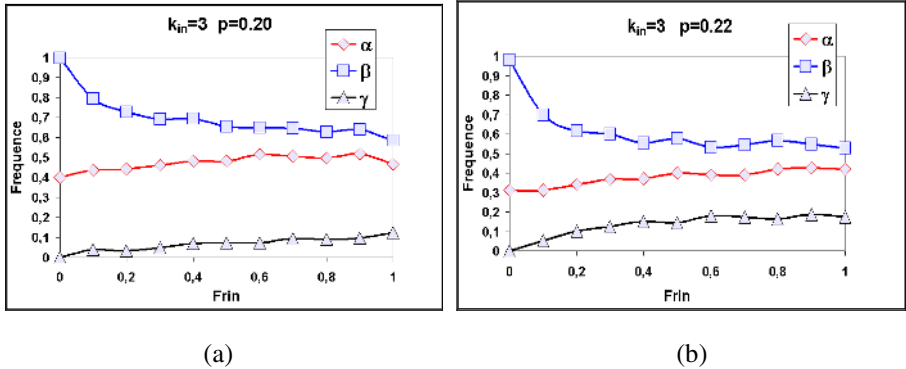 k_in=3 p=0.20
α
β
γ
Frequence
1
0,9
0,8
0,7
0,6
0,5
0,4
0,3
0,2
0,1
0
0 0,2 0,4 0,6 0,8 1
Frin
(a)
k_in=3 p=0.22
α
β
γ
Frequence
1
0,9
0,8
0,7
0,6
0,5
0,4
0,3
0,2
0,1
0
0 0,2 0,4 0,6 0,8 1
Frin
(b)